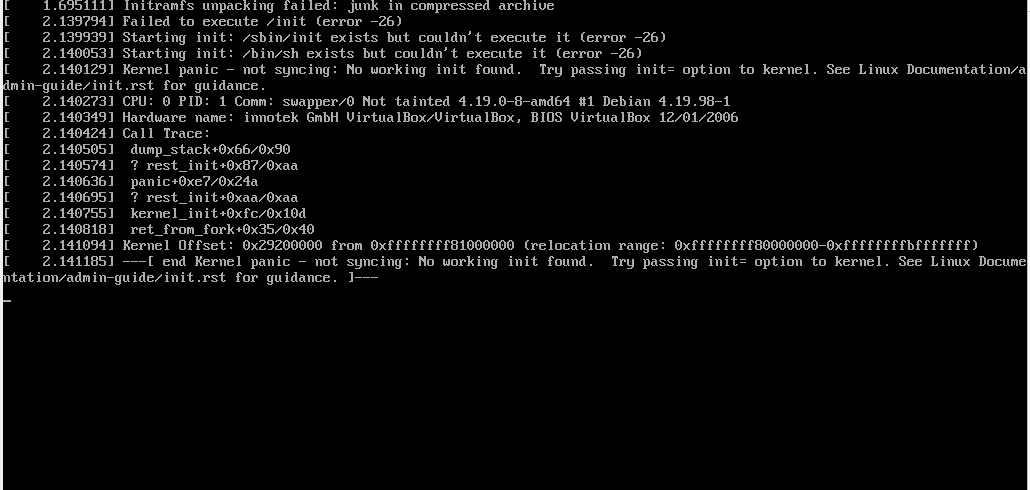 [    1.695111] Initramfs unpacking failed: junk in compressed archive
[    2.139794] Failed to execute /init (error -26)
[    2.139939] Starting init: /sbin/init exists but couldn't execute it (error -26)
[    2.140053] Starting init: /bin/sh exists but couldn't execute it (error -26)
[    2.140129] Kernel panic - not syncing: No working init found.  Try passing init= option to kernel. See Linux Documentation/a
dmin-guide/init.rst for guidance.
[    2.140273] CPU: 0 PID: 1 Comm: swapper/0 Not tainted 4.19.0-8-amd64 #1 Debian 4.19.98-1
[    2.140349] Hardware name: innotek GmbH VirtualBox/VirtualBox, BIOS VirtualBox 12/01/2006
[    2.140424] Call Trace:
[    2.140505]  dump_stack+0x66/0x90
[    2.140574]  ? rest_init+0x87/0xaa
[    2.140636]  panic+0xe7/0x24a
[    2.140695]  ? rest_init+0xaa/0xaa
[    2.140755]  kernel_init+0xfc/0x10d
[    2.140818]  ret_from_fork+0x35/0x40
[    2.141094] Kernel Offset: 0x29200000 from 0xffffffff81000000 (relocation range: 0xffffffff80000000-0xffffffffbfffffff)
[    2.141185] ---[ end Kernel panic - not syncing: No working init found.  Try passing init= option to kernel. See Linux Docume
ntation/admin-guide/init.rst for guidance. ]---